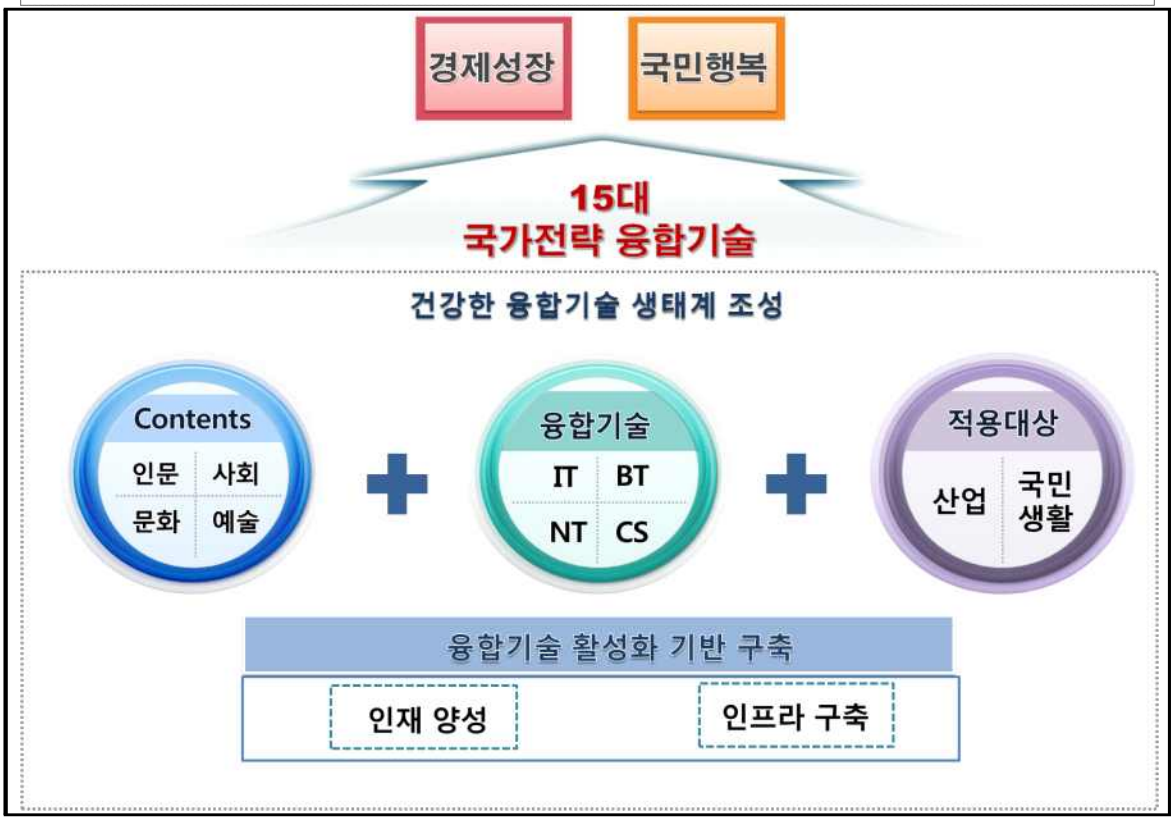 경제성장 국민행복
15대
국가전략 융합기술
건강한 융합기술 생태계 조성
Contents
인문 사회
문화 예술
융합기술
IT BT
NT CS
적용대상
산업 국민
생활
융합기술 활성화 기반 구축
인재 양성 인프라 구축